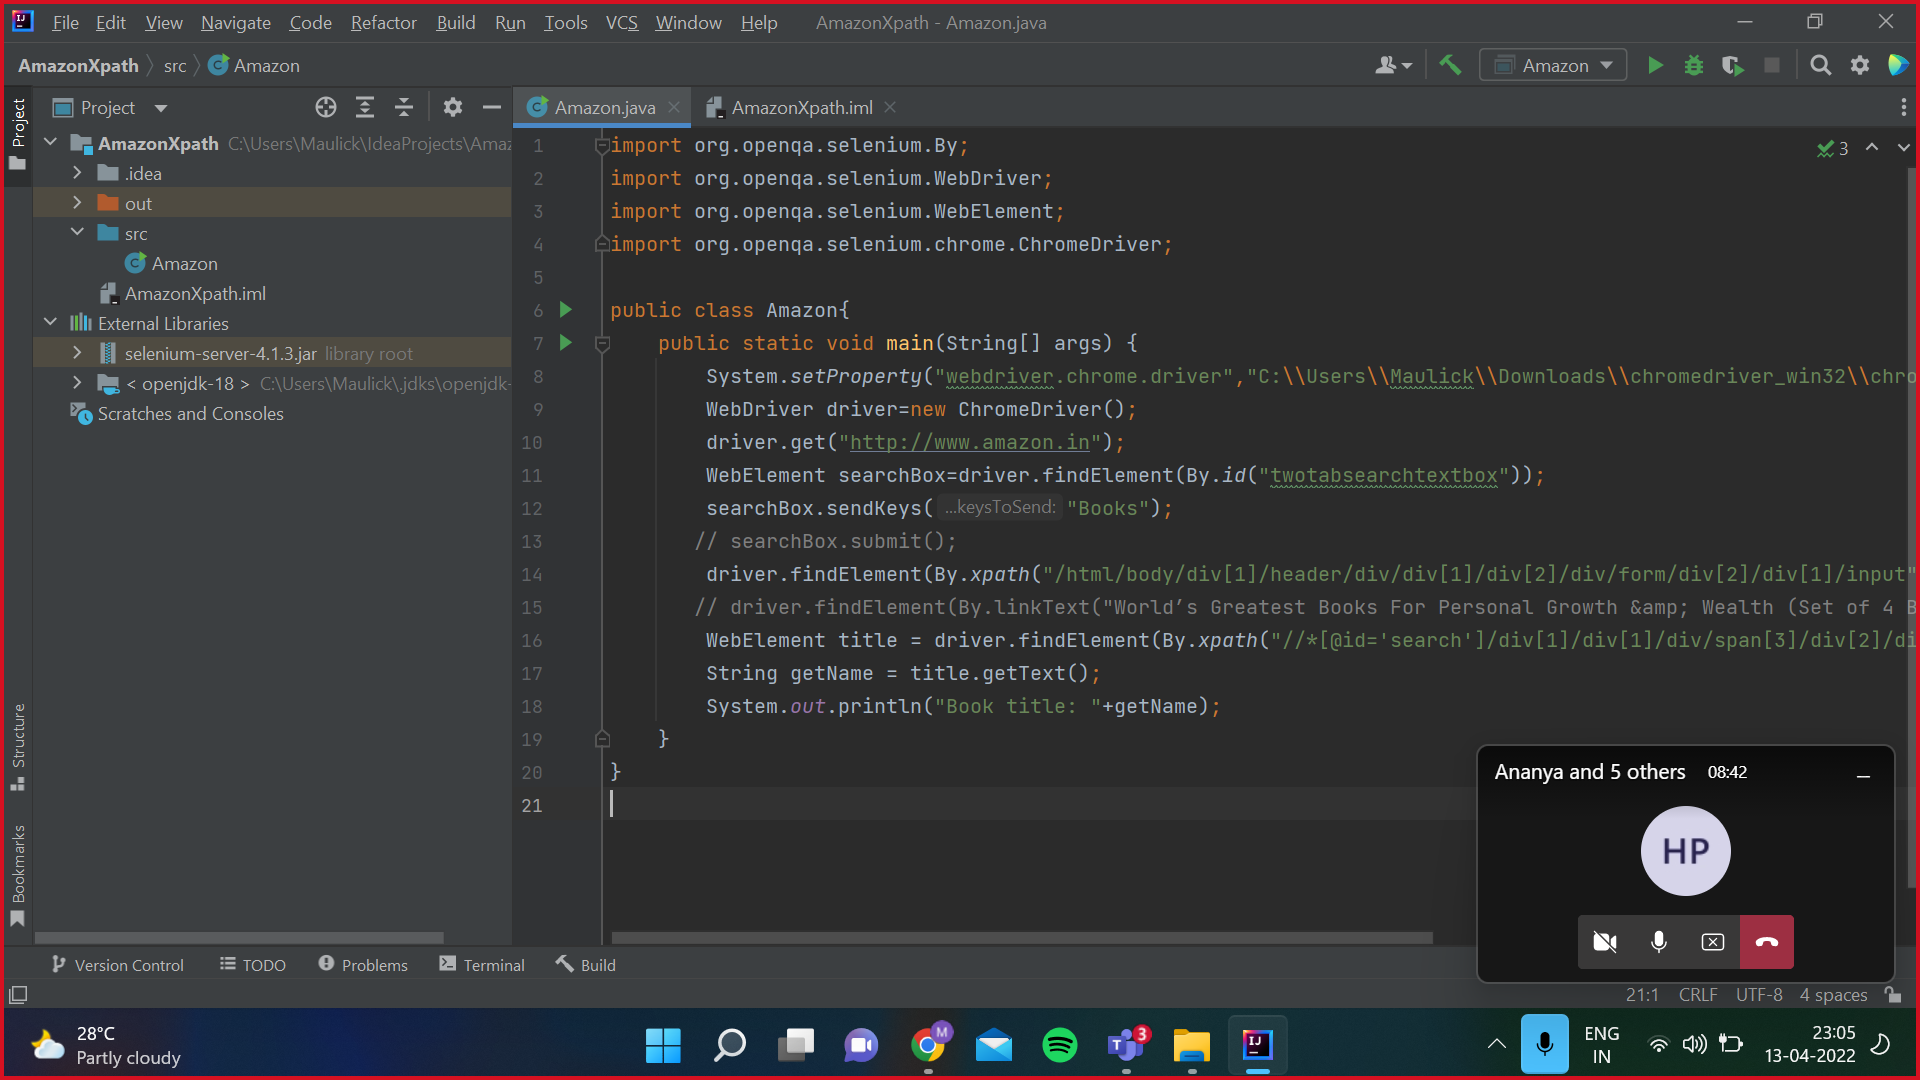 File Edit View Navigate Code Refactor Build Run Tools VCS Window Help AmazonXpath - Amazon.java
AmazonXpath src Amazon
Amazon
Project
Project
Amazon.java
AmazonXpath.iml
AmazonXpath C:\Users\Maulick\IdeaProjects\Amaz
.idea
out
src
Amazon
AmazonXpath.iml
External Libraries
selenium-server-4.1.3.jar library root
< openjdk-18 > C:\Users\Maulick\.jdks\openjdk-
Scratches and Consoles
3
1 import org.openqa.selenium.By;
2 import org.openqa.selenium.WebDriver;
3 import org.openqa.selenium.WebElement;
4 import org.openqa.selenium.chrome.ChromeDriver;
5
6 public class Amazon{
7 public static void main(String[] args) {
8 System.setProperty("webdriver.chrome.driver","C:\\Users\\Maulick\\Downloads\\chromedriver_win32\\chro
9 WebDriver driver=new ChromeDriver();
10 driver.get("http://www.amazon.in");
11 WebElement searchBox=driver.findElement(By.id("twotabsearchtextbox"));
12 searchBox.sendKeys( ...keysToSend: "Books");
13 // searchBox.submit();
14 driver.findElement(By.xpath("/html/body/div[1]/header/div/div[1]/div[2]/div/form/div[2]/div[1]/input"
15 // driver.findElement(By.linkText("World’s Greatest Books For Personal Growth &amp; Wealth (Set of 4 B
16 WebElement title = driver.findElement(By.xpath("//*[@id='search']/div[1]/div[1]/div/span[3]/div[2]/di
17 String getName = title.getText();
18 System.out.println("Book title: "+getName);
19 }
20 }
21
Structure
Bookmarks
Ananya and 5 others 08:42
HP
Version Control TODO Problems Terminal Build
21:1 CRLF UTF-8 4 spaces
28°C
Partly cloudy
M
3
T
IJ
ENG
IN
23:05
13-04-2022